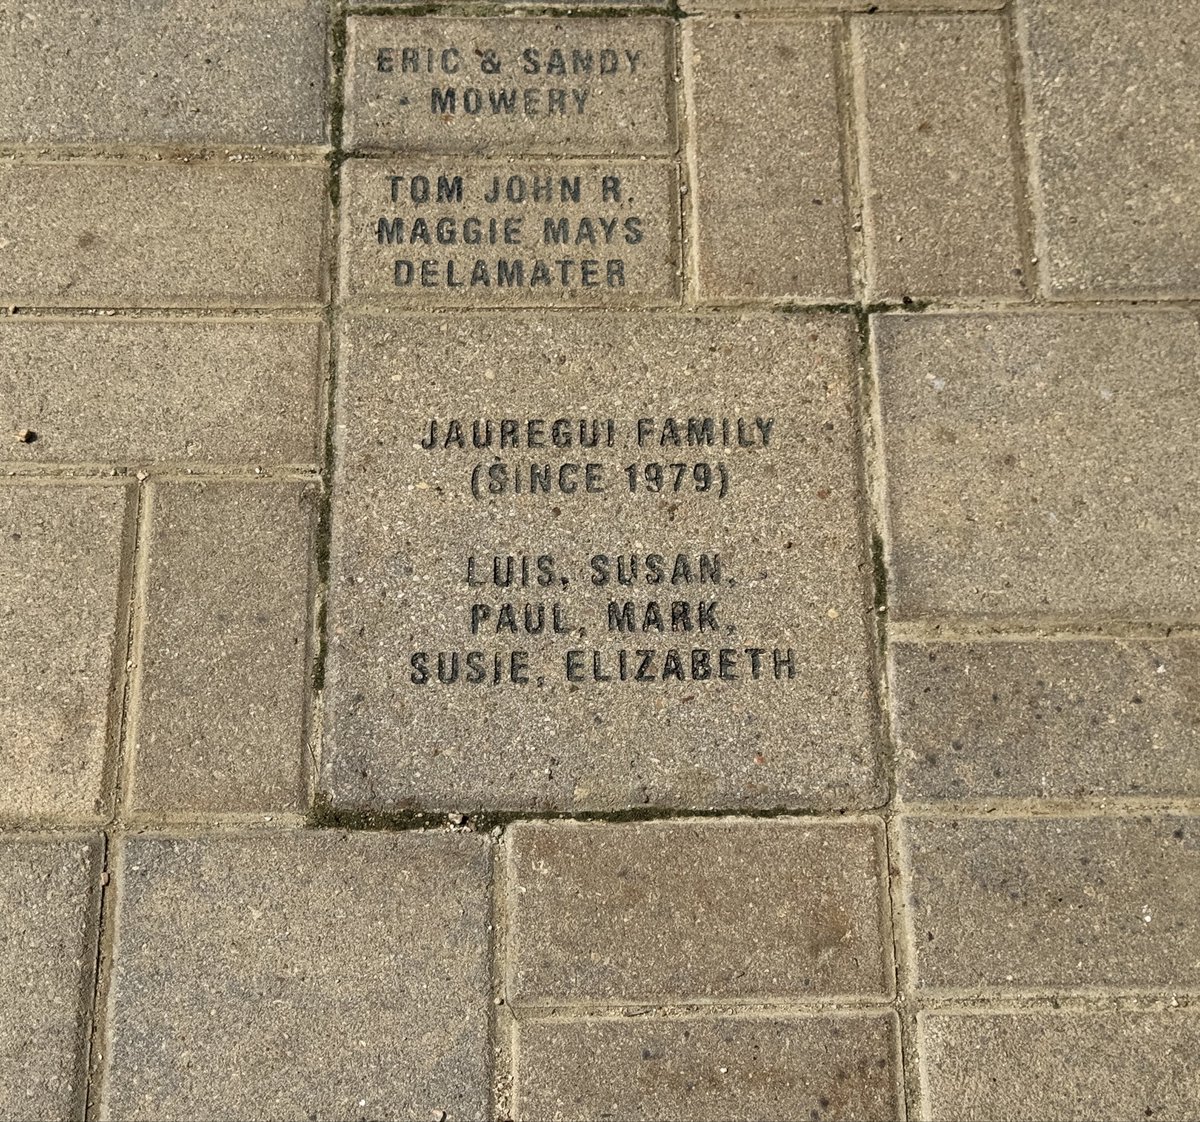 ERIC & SANDY
MOWERY
TOM JOHN R.
MAGGIE MAYS
DELAMATER
JAUREGUI FAMILY
(SINCE 1979)
LUIS, SUSAN,
PAUL, MARK,
SUSIE, ELIZABETH